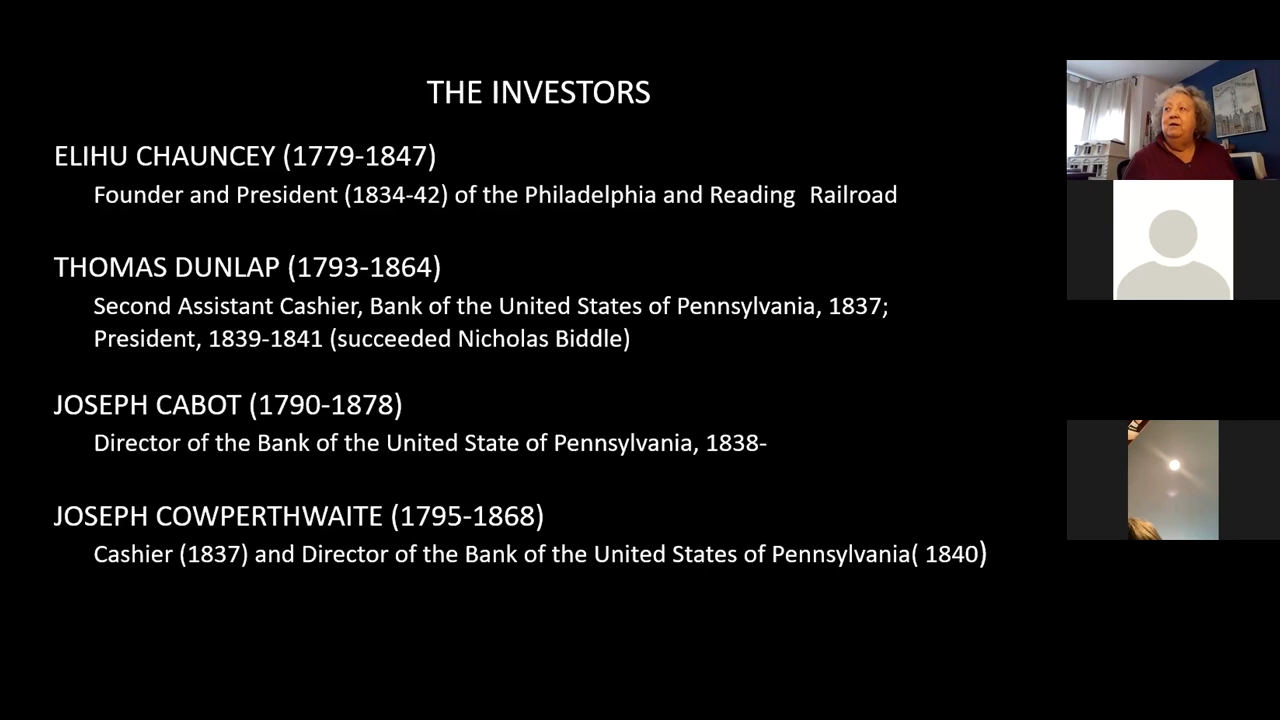 THE INVESTORS
ELIHU CHAUNCEY (1779-1847)
Founder and President (1834-42) of the Philadelphia and Reading  Railroad
THOMAS DUNLAP (1793-1864)
Second Assistant Cashier, Bank of the United States of Pennsylvania, 1837;
President, 1839-1841 (succeeded Nicholas Biddle)
JOSEPH CABOT (1790-1878)
Director of the Bank of the United State of Pennsylvania, 1838-
JOSEPH COWPERTHWAITE (1795-1868)
Cashier (1837) and Director of the Bank of the United States of Pennsylvania( 1840)